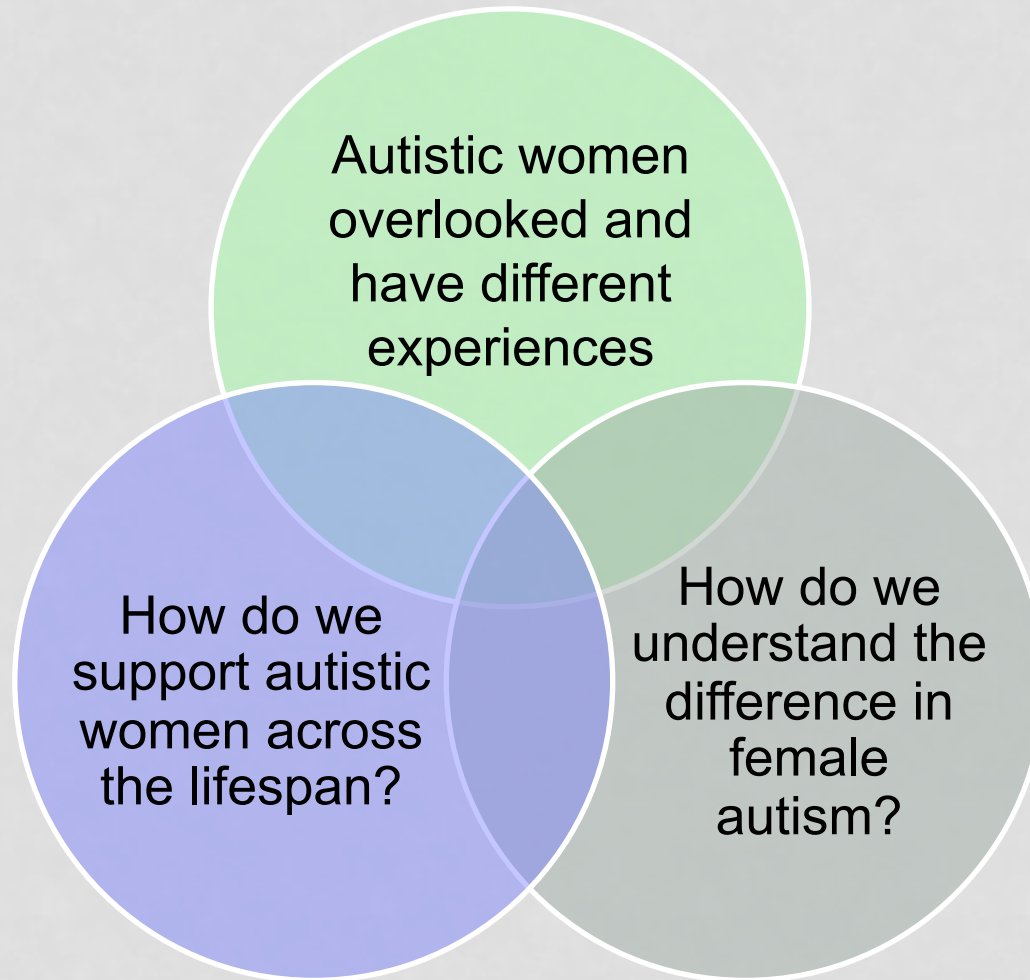 Autistic women
overlooked and
have different
experiences
How do we
support autistic
women across
the lifespan?
How do we
understand the
difference in
female
autism?